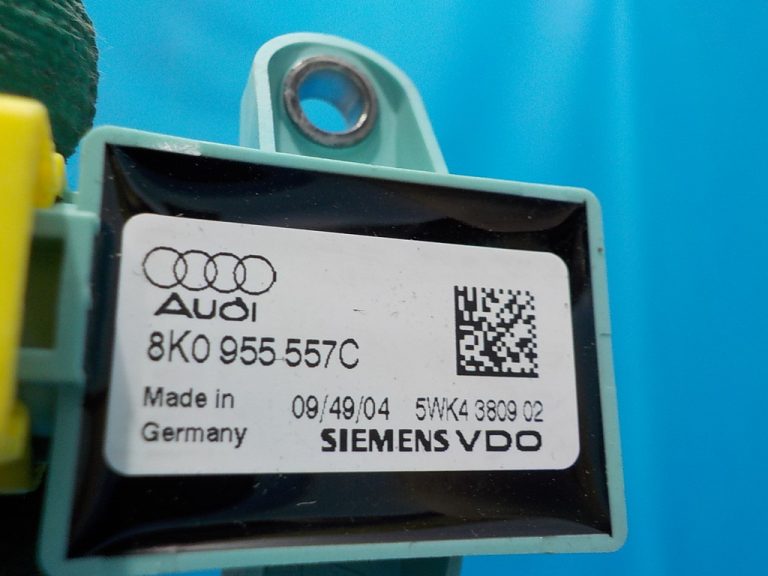 Audi
8K0 955 557C
Made in
Germany
09/49/04 5WK4 3809 02
SIEMENS VDO